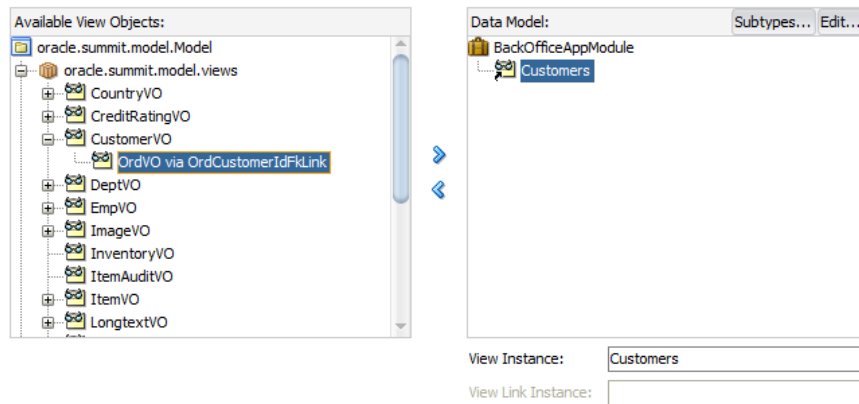 Available View Objects:
oracle.summit.model.Model
oracle.summit.model.views
CountryVO
CreditRatingVO
CustomerVO
OrdVO via OrdCustomerIdFkLink
DeptVO
EmpVO
ImageVO
InventoryVO
ItemAuditVO
ItemVO
LongtextVO
Data Model:
Subtypes... Edit...
BackOfficeAppModule
Customers
View Instance: Customers
View Link Instance: